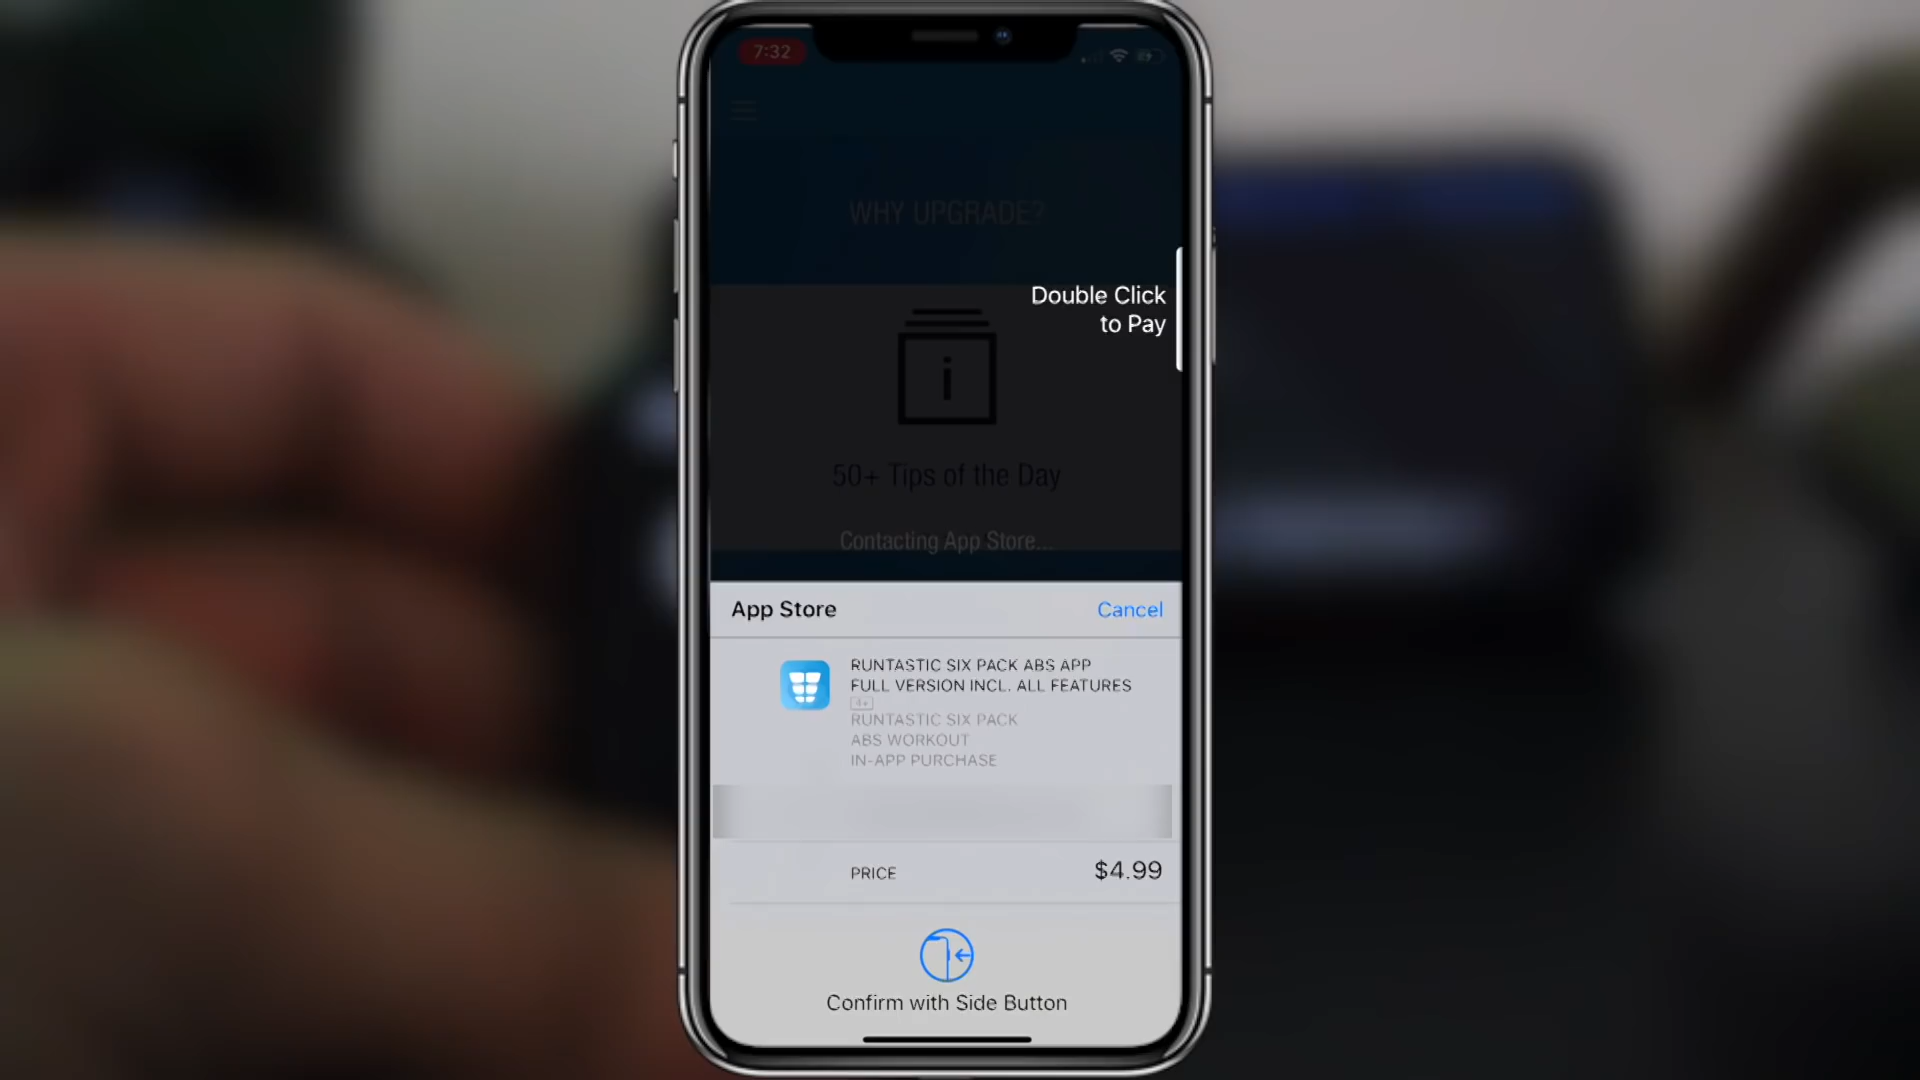 7:32
WHY UPGRADE?
Double Click
to Pay
i
50+ Tips of the Day
Contacting App Store...
App Store
Cancel
RUNTASTIC SIX PACK ABS APP
FULL VERSION INCL. ALL FEATURES
4+
RUNTASTIC SIX PACK
ABS WORKOUT
IN-APP PURCHASE
PRICE
$4.99
Confirm with Side Button